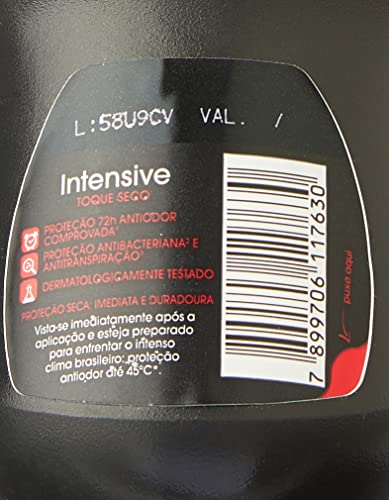 L:58U9CV VAL. /
Intensive
TOQUE SECO
PROTEÇÃO 72h ANTIODOR
COMPROVADA¹
PROTEÇÃO ANTIBACTERIANA² E
ANTITRANSPIRAÇÃO³
DERMATOLOGICAMENTE TESTADO
PROTEÇÃO SECA: IMEDIATA E DURADOURA
Vista-se imediatamente após a
aplicação e esteja preparado
para enfrentar o intenso
clima brasileiro: proteção
antiodor até 45°C*.
7 899706 117630
puxe aqui